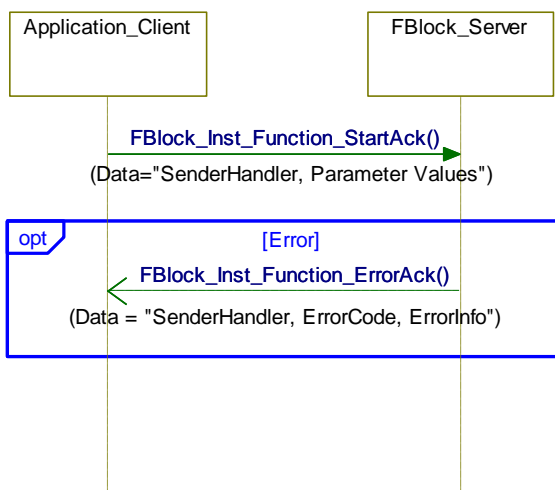 Application_Client
FBlock_Server
FBlock_Inst_Function_StartAck()
(Data="SenderHandler, Parameter Values")
opt
[Error]
FBlock_Inst_Function_ErrorAck()
(Data = "SenderHandler, ErrorCode, ErrorInfo")